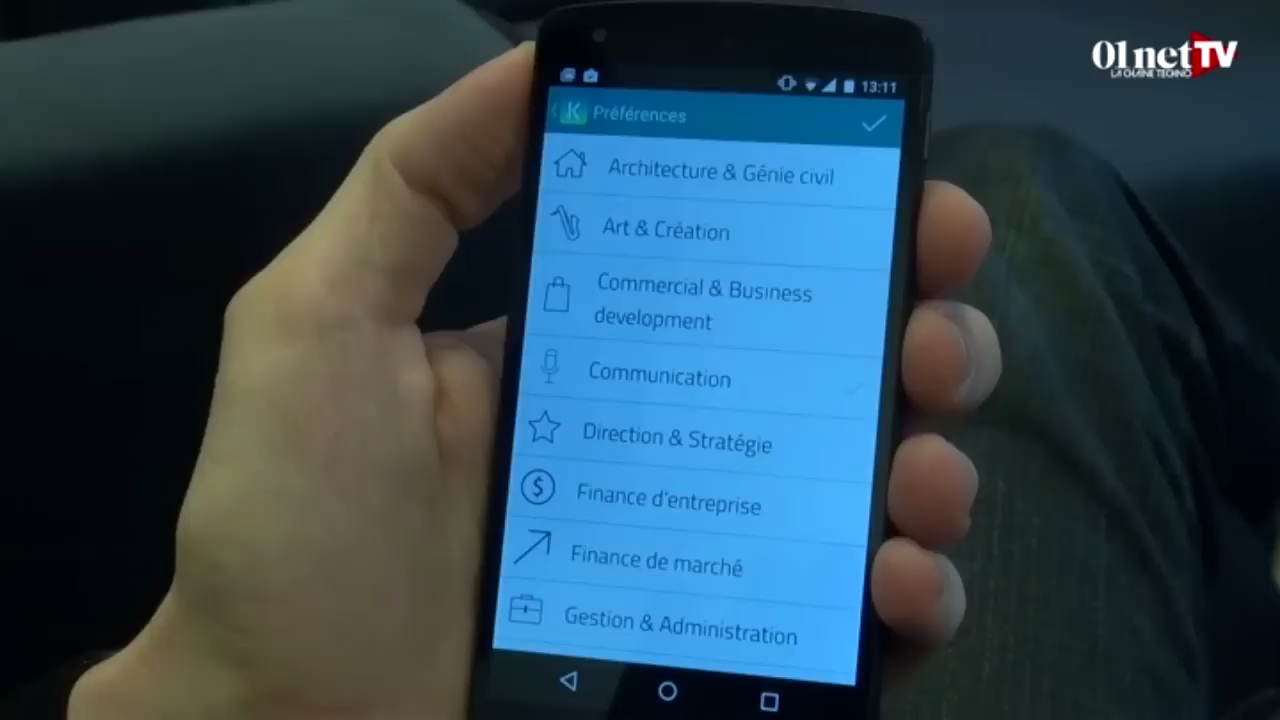 01netTV
LA CHAINE TECHNO
13:11
K Préférences
Architecture & Génie civil
Art & Création
Commercial & Business
development
Communication
Direction & Stratégie
$
Finance d'entreprise
Finance de marché
Gestion & Administration